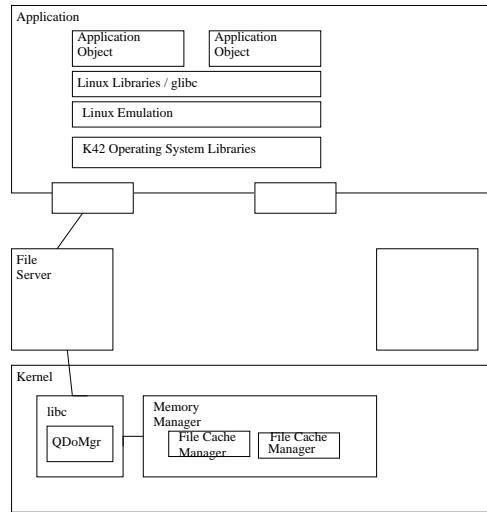 Application
Application
Object
Application
Object
Linux Libraries / glibc
Linux Emulation
K42 Operating System Libraries
File
Server
Kernel
libc
QDoMgr
Memory
Manager
File Cache
Manager
File Cache
Manager